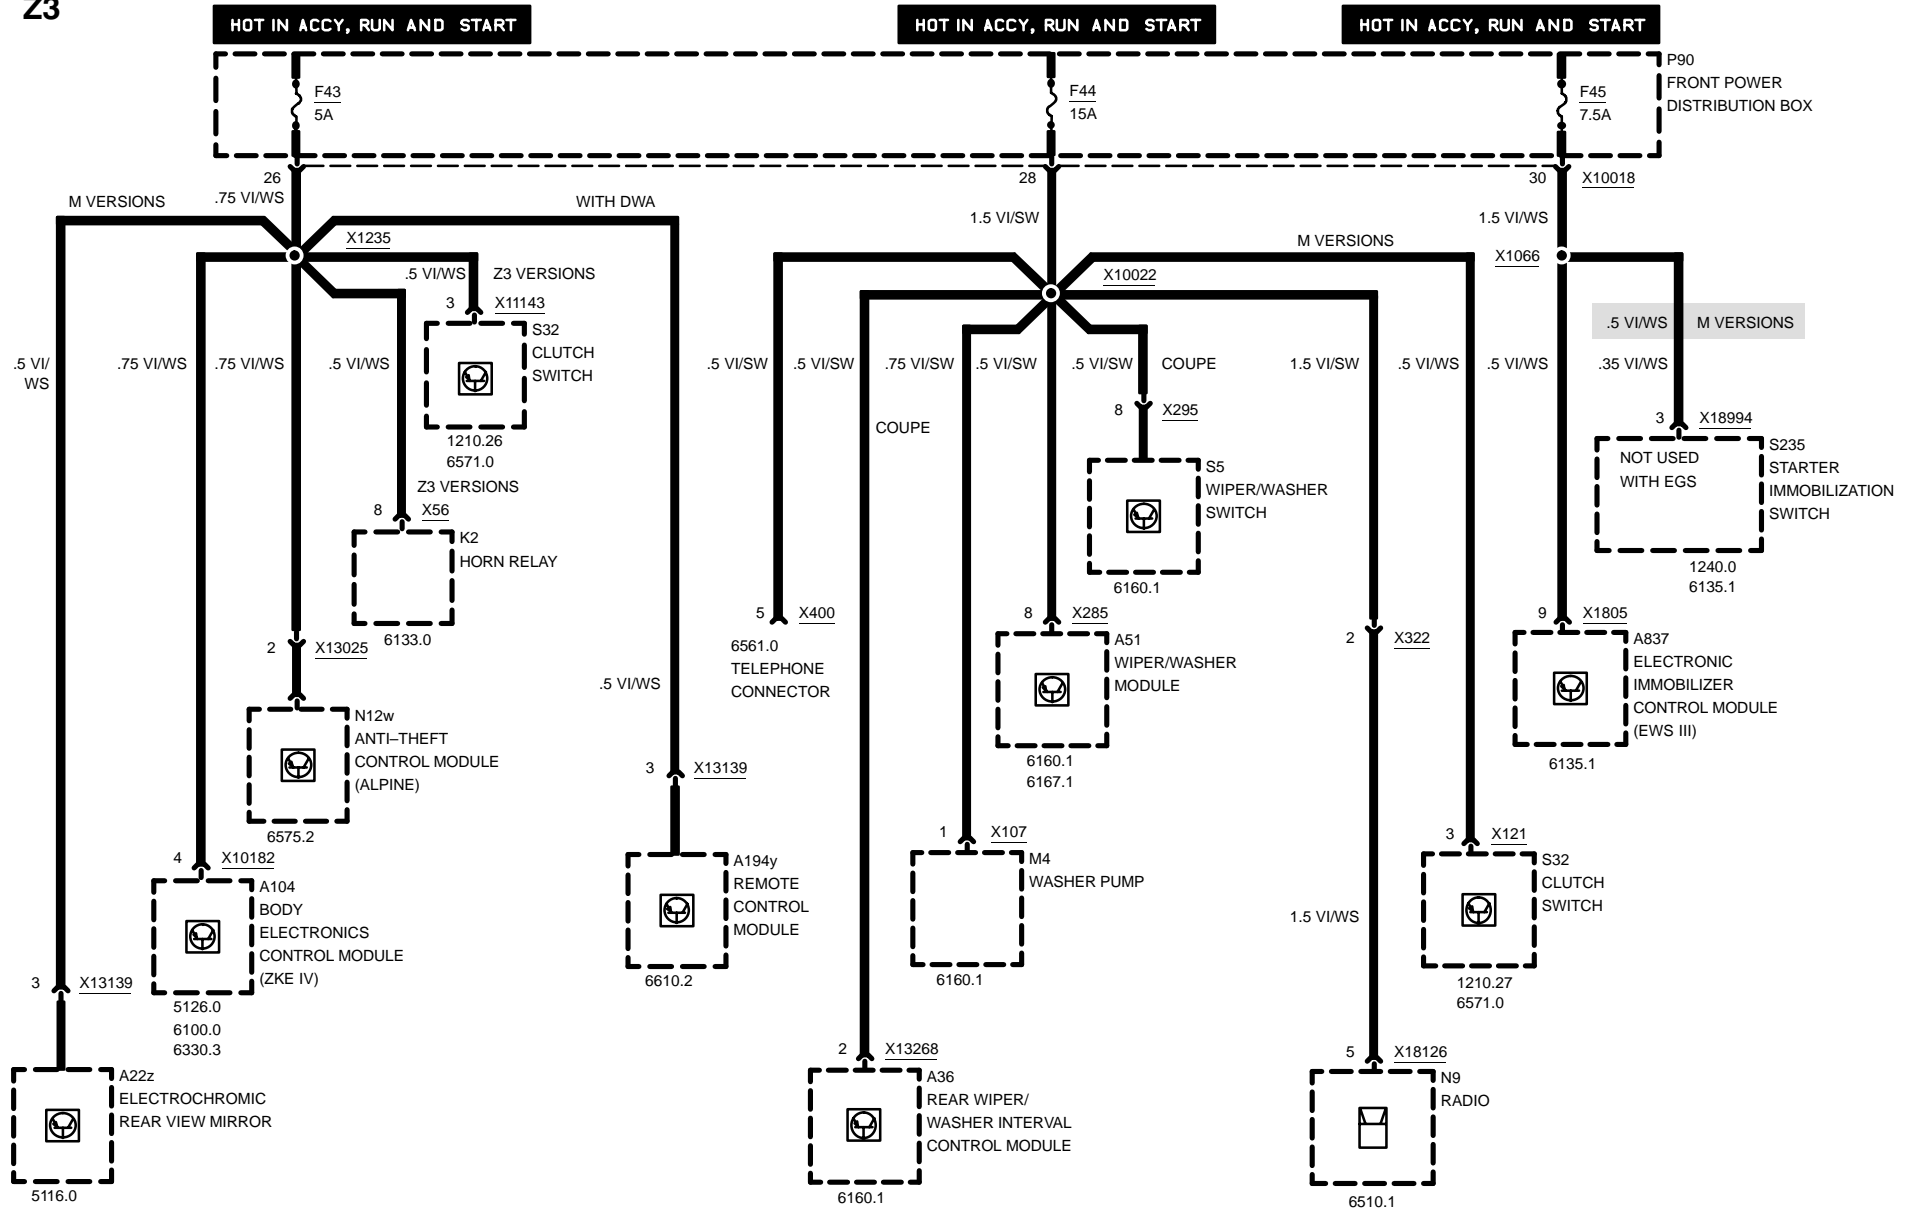 Z3
HOT IN ACCY, RUN AND START
HOT IN ACCY, RUN AND START
HOT IN ACCY, RUN AND START
F43
5A
F44
15A
F45
7.5A
P90
FRONT POWER
DISTRIBUTION BOX
26
28
30
X10018
M VERSIONS
.75 VI/WS
WITH DWA
1.5 VI/SW
1.5 VI/WS
X1235
M VERSIONS
X1066
.5 VI/WS
Z3 VERSIONS
X10022
3
X11143
.5 VI/WS
M VERSIONS
S32
CLUTCH
SWITCH
1210.26
6571.0
.5 VI/
WS
.75 VI/WS
.75 VI/WS
.5 VI/WS
.5 VI/SW
.5 VI/SW
.75 VI/SW
.5 VI/SW
.5 VI/SW
COUPE
1.5 VI/SW
.5 VI/WS
.5 VI/WS
.35 VI/WS
8
X295
3
X18994
COUPE
NOT USED
WITH EGS
S235
STARTER
IMMOBILIZATION
SWITCH
1240.0
6135.1
S5
WIPER/WASHER
SWITCH
6160.1
Z3 VERSIONS
8
X56
K2
HORN RELAY
6133.0
5
X400
6561.0
TELEPHONE
CONNECTOR
8
X285
A51
WIPER/WASHER
MODULE
6160.1
6167.1
2
X322
9
X1805
A837
ELECTRONIC
IMMOBILIZER
CONTROL MODULE
(EWS III)
6135.1
2
X13025
N12w
ANTI–THEFT
CONTROL MODULE
(ALPINE)
6575.2
.5 VI/WS
3
X13139
A194y
REMOTE
CONTROL
MODULE
6610.2
1
X107
M4
WASHER PUMP
6160.1
3
X121
S32
CLUTCH
SWITCH
1210.27
6571.0
4
X10182
A104
BODY
ELECTRONICS
CONTROL MODULE
(ZKE IV)
5126.0
6100.0
6330.3
1.5 VI/WS
3
X13139
A22z
ELECTROCHROMIC
REAR VIEW MIRROR
5116.0
2
X13268
A36
REAR WIPER/
WASHER INTERVAL
CONTROL MODULE
6160.1
5
X18126
N9
RADIO
6510.1